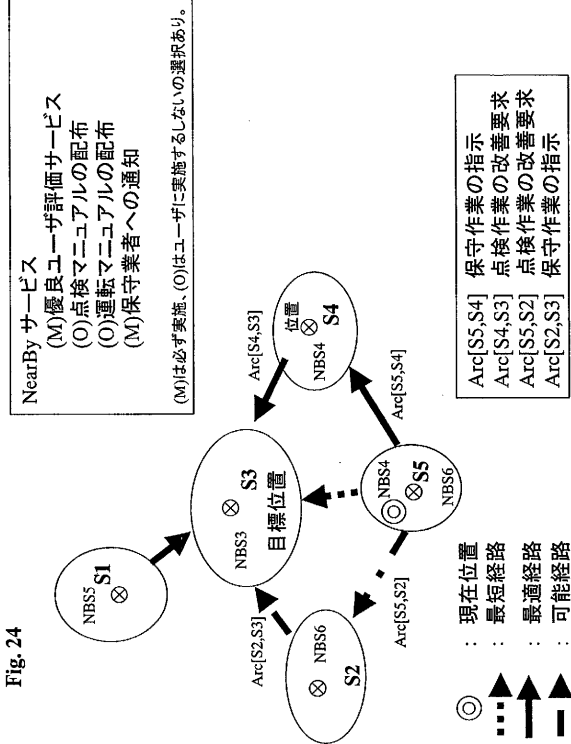 Fig. 24
NearBy サービス
(M)優良ユーザ評価サービス
(O)点検マニュアルの配布
(O)運転マニュアルの配布
(M)保守業者への通知
(M)は必ず実施、(O)はユーザに実施するしないの選択あり。
NBS5
S1
NBS3
S3
目標位置
Arc[S4,S3]
位置
NBS4
S4
Arc[S2,S3]
NBS6
S2
Arc[S5,S4]
NBS4
S5
NBS6
Arc[S5,S2]
: 現在位置
: 最短経路
: 最適経路
: 可能経路
Arc[S5,S4] 保守作業の指示
Arc[S4,S3] 点検作業の改善要求
Arc[S5,S2] 点検作業の改善要求
Arc[S2,S3] 保守作業の指示